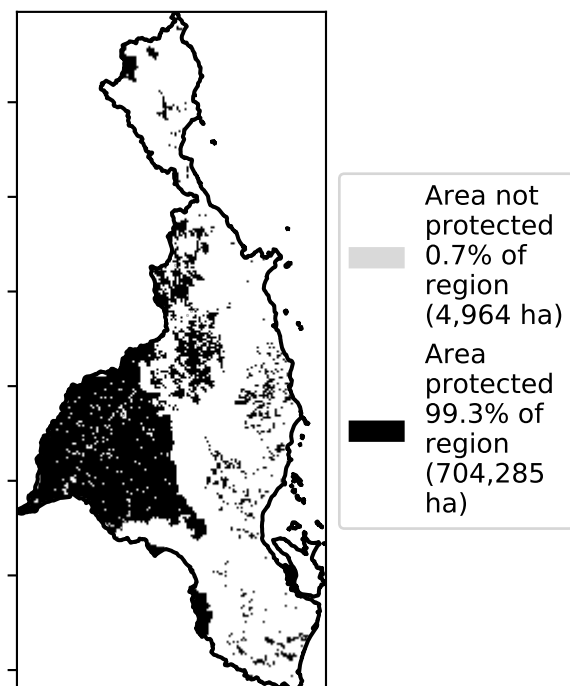 Area not
protected
0.7% of
region
(4,964 ha)
Area
protected
99.3% of
region
(704,285
ha)